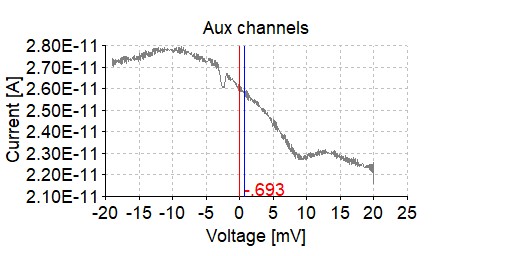 Aux channels
Current [A]
2.80E-11
2.70E-11
2.60E-11
2.50E-11
2.40E-11
2.30E-11
2.20E-11
2.10E-11
-.693
-20 -15 -10 -5 0 5 10 15 20 25
Voltage [mV]